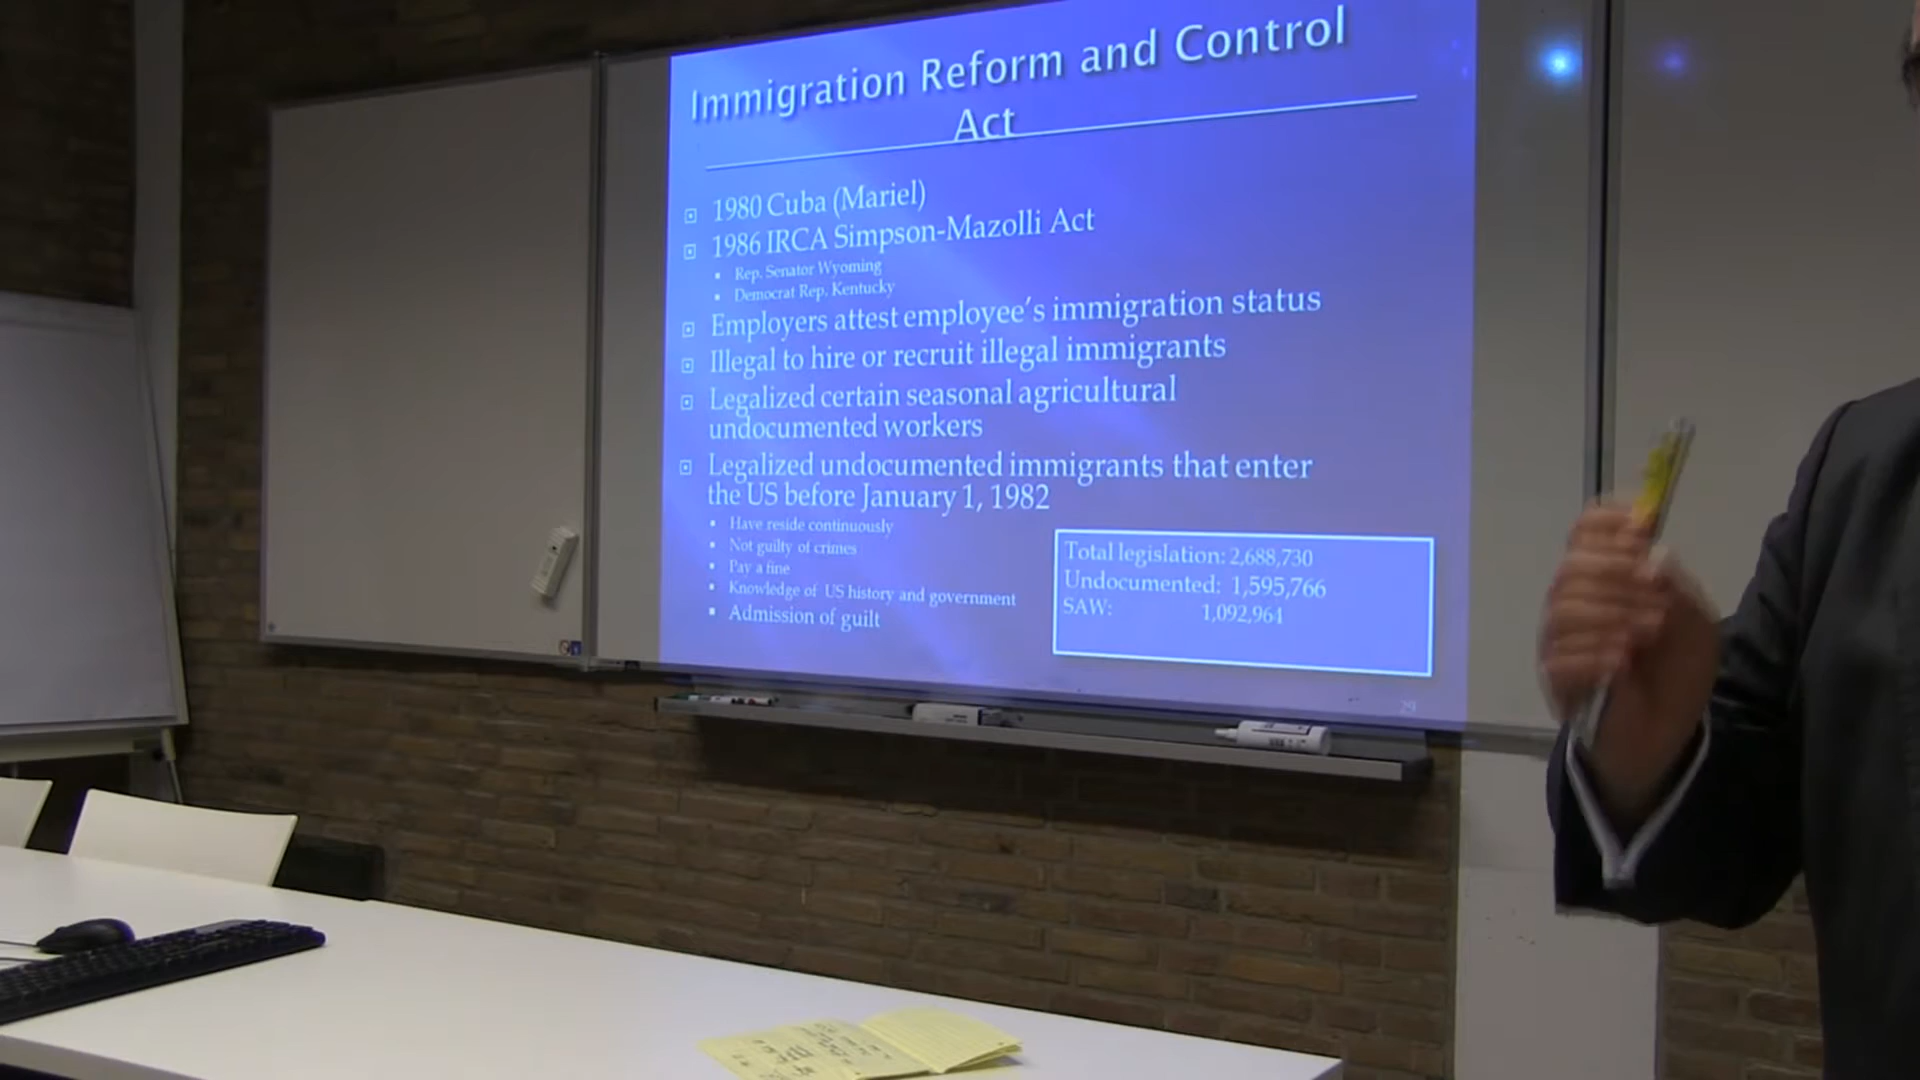 Immigration Reform and Control
Act
1980 Cuba (Mariel)
1986 IRCA Simpson-Mazolli Act
Rep. Senator Wyoming
Democrat Rep. Kentucky
Employers attest employee's immigration status
Illegal to hire or recruit illegal immigrants
Legalized certain seasonal agricultural
undocumented workers
Legalized undocumented immigrants that enter
the US before January 1, 1982
Have reside continuously
Not guilty of crimes
Pay a fine
Knowledge of US history and government
Admission of guilt
Total legislation: 2,688,730
Undocumented: 1,595,766
SAW: 1,092,964